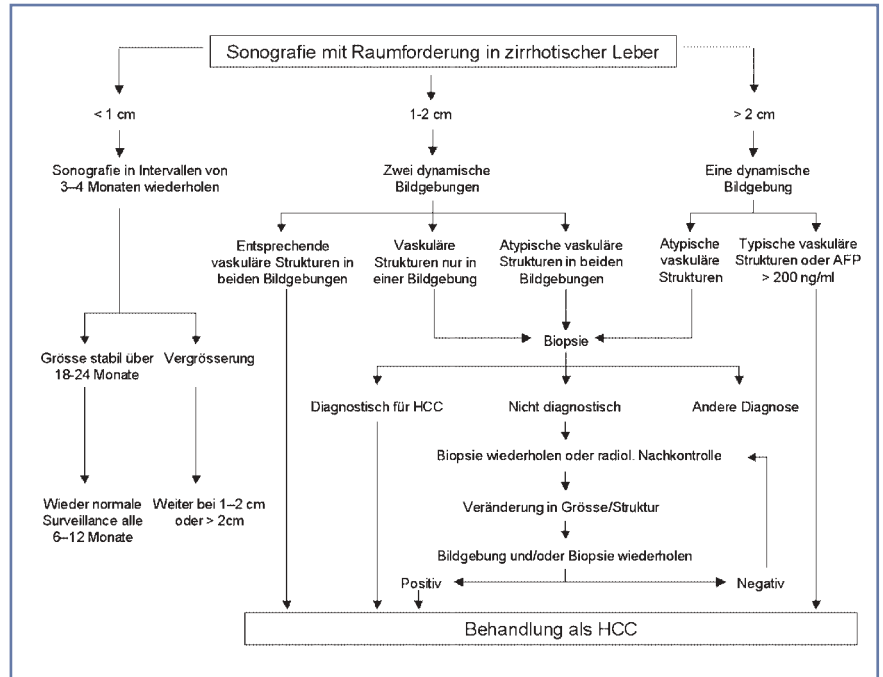 Sonografie mit Raumforderung in zirrhotischer Leber
< 1 cm
1-2 cm
> 2 cm
Sonografie in Intervallen von
3–4 Monaten wiederholen
Zwei dynamische
Bildgebungen
Eine dynamische
Bildgebung
Entsprechende
vaskuläre Strukturen in
beiden Bildgebungen
Vaskuläre
Strukturen nur in
einer Bildgebung
Atypische vaskuläre
Strukturen in beiden
Bildgebungen
Atypische
vaskuläre
Strukturen
Typische vaskuläre
Strukturen oder AFP
> 200 ng/ml
Biopsie
Grösse stabil über
18-24 Monate
Vergrösserung
Diagnostisch für HCC
Nicht diagnostisch
Andere Diagnose
Biopsie wiederholen oder radiol. Nachkontrolle
Wieder normale
Surveillance alle
6–12 Monate
Weiter bei 1–2 cm
oder > 2cm
Veränderung in Grösse/Struktur
Bildgebung und/oder Biopsie wiederholen
Positiv
Negativ
Behandlung als HCC